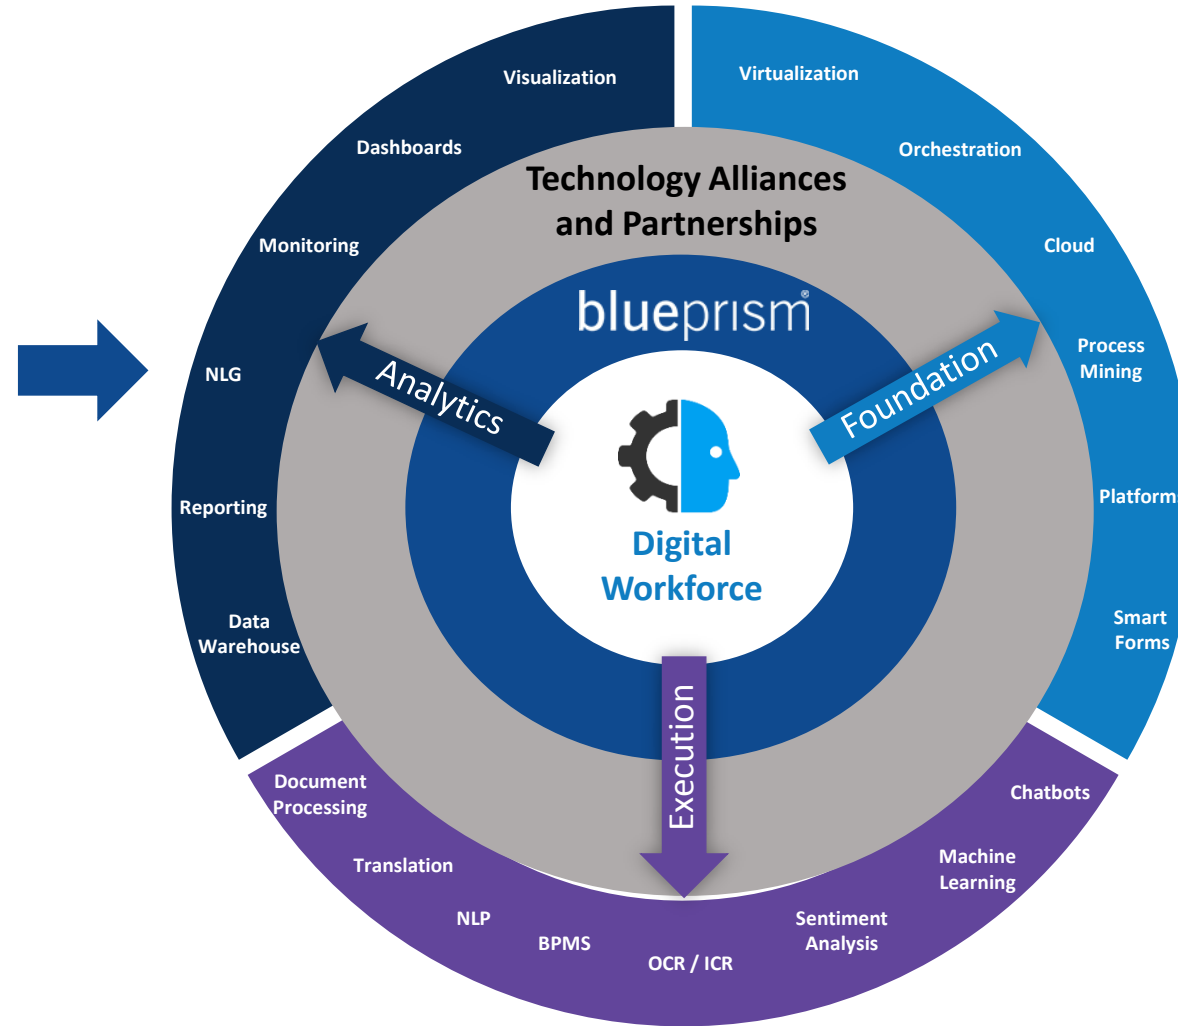 Visualization
Virtualization
Dashboards
Orchestration
Technology Alliances
and Partnerships
Monitoring
Cloud
blueprism®
Process
Mining
NLG
Analytics
Foundation
Reporting
Platforms
Digital
Workforce
Data
Warehouse
Smart
Forms
Execution
Document
Processing
Chatbots
Translation
Machine
Learning
NLP
BPMS
OCR / ICR
Sentiment
Analysis